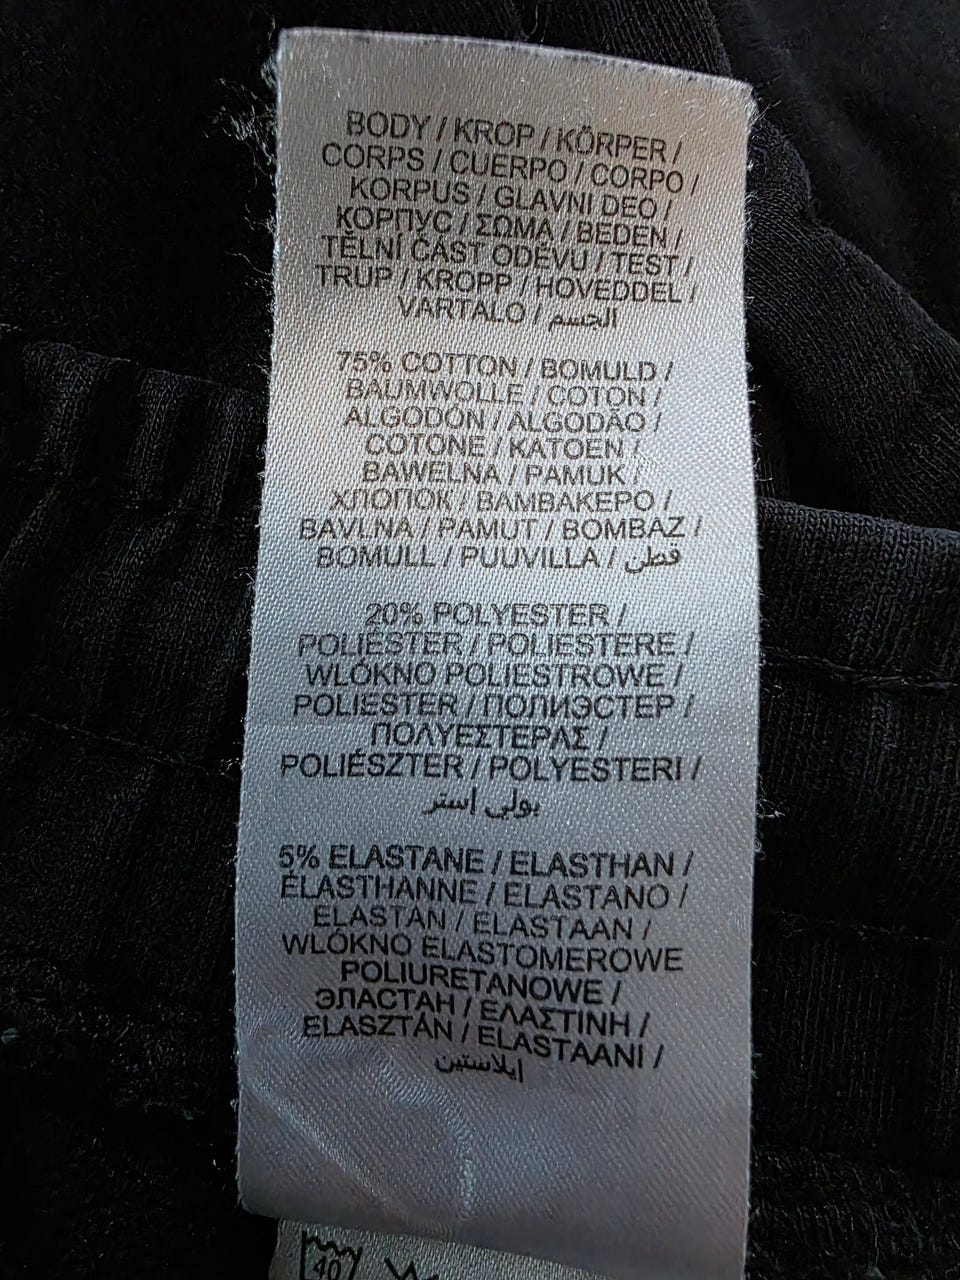 BODY / KROP / KÖRPER /
CORPS / CUERPO / CORPO /
KORPUS / GLAVNI DEO /
КОРПУС / ΣΩΜΑ / BEDEN /
TĚLNÍ ČÁST ODĚVU / TEST /
TRUP / KROPP / HOVEDDEL /
VARTALO / الجسم
75% COTTON / BOMULD /
BAUMWOLLE / COTON /
ALGODÓN / ALGODÃO /
COTONE / KATOEN /
BAWEŁNA / PAMUK /
ХЛОПОК / ΒΑΜΒΑΚΕΡΟ /
BAVLNA / PAMUT / BOMBAZ /
BOMULL / PUUVILLA / قطن
20% POLYESTER /
POLIÉSTER / POLIESTERE /
WŁÓKNO POLIESTROWE /
POLIESTER / ПОЛИЭСТЕР /
ΠΟΛΥΕΣΤΕΡΑΣ /
POLIÉSZTER / POLYESTERI /
بولي إستر
5% ELASTANE / ELASTHAN /
ÉLASTHANNE / ELASTANO /
ELASTAN / ELASTAAN /
WŁÓKNO ELASTOMEROWE
POLIURETANOWE /
ЭЛАСТАН / ΕΛΑΣΤΙΝΗ /
ELASZTÁN / ELASTAANI /
إيلاستين
40